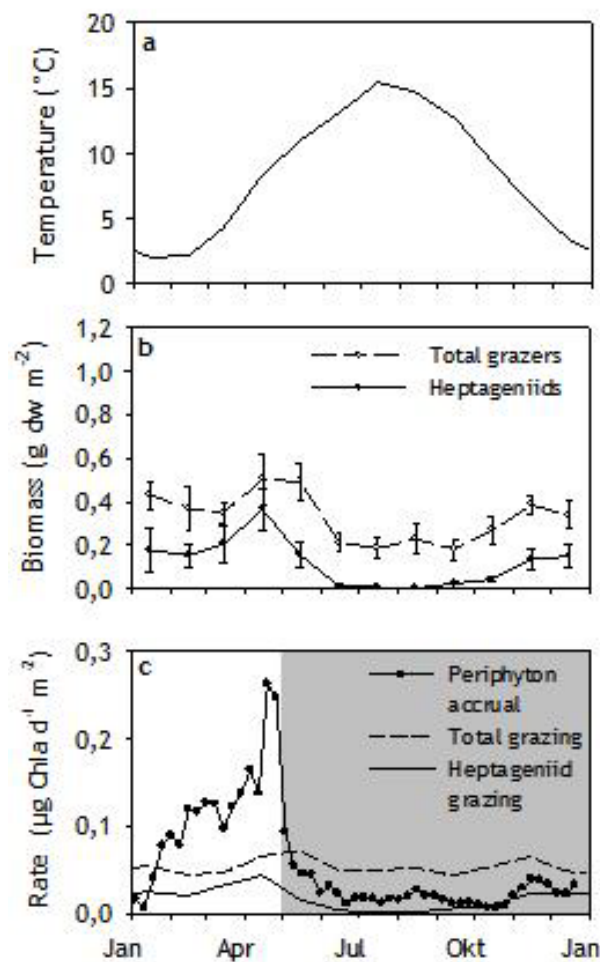 20
a
15
10
5
0
Temperature (°C)
1,2
b
1,0
0,8
0,6
0,4
0,2
0,0
Biomass (g dw m-2)
Total grazers
Heptageniids
0,3
c
0,2
0,1
0,0
Rate (µg Chla d-1 m-2)
Periphyton
accrual
Total grazing
Heptageniid
grazing
Jan Apr Jul Okt Jan